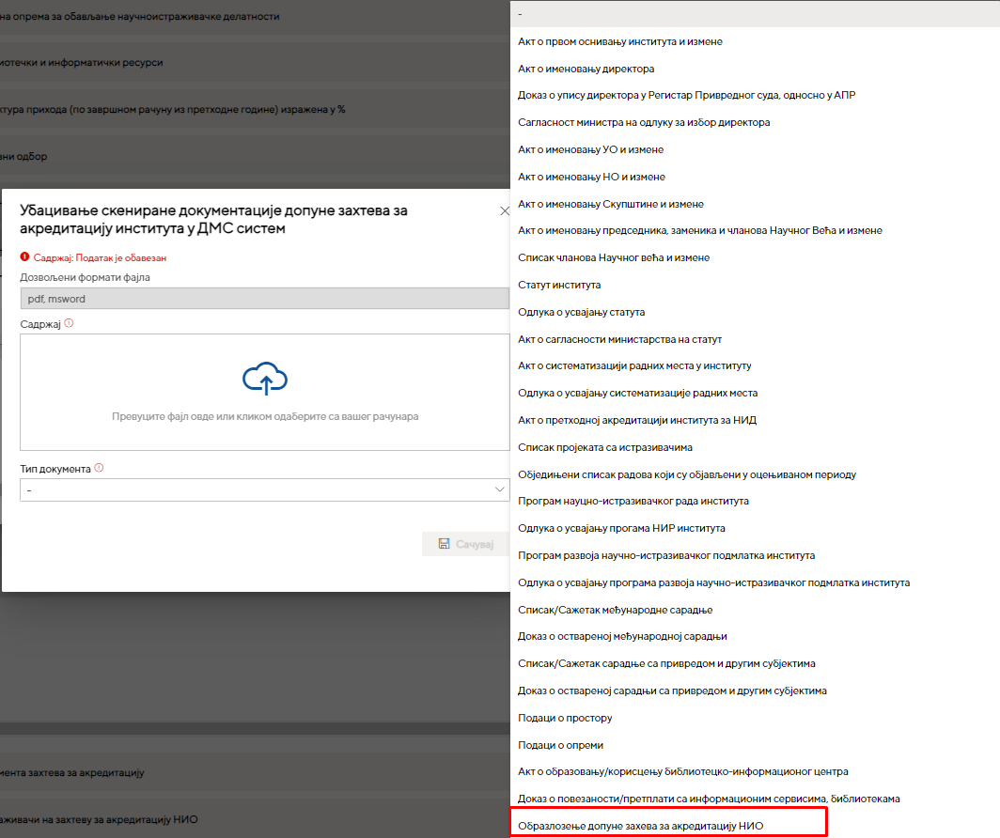 на опрема за обављање научноистраживачке делатности
иотечки и информатички ресурси
ктура прихода (по завршном рачуну из претходне године) изражена у %
вни одбор
Убацивање скениране документације допуне захтева за
акредитацију института у ДМС систем
Садржај: Податак је обавезан
Дозвољени формати фајла
pdf, msword
Садржај
Превуците фајл овде или кликом одаберите са вашег рачунара
Тип документа
-
Сачувај
мента захтева за акредитацију
аживачи на захтеву за акредитацију НИО
-
Акт о првом оснивању института и измене
Акт о именовању директора
Доказ о упису директора у Регистар Привредног суда, односно у АПР
Сагласност министра на одлуку за избор директора
Акт о именовању УО и измене
Акт о именовању НО и измене
Акт о именовању Скупштине и измене
Акт о именовању председника, заменика и чланова Научног Већа и измене
Списак чланова Научног већа и измене
Статут института
Одлука о усвајању статута
Акт о сагласности министарства на статут
Акт о систематизацији радних места у институту
Одлука о усвајању систематизације радних места
Акт о претходној акредитацији института за НИД
Списак пројеката са истразивачима
Обједињени списак радова који су објављени у оцењиваном периоду
Програм науцно-истразивачког рада института
Одлука о усвајању прогама НИР института
Програм развоја научно-истразивачког подмлатка института
Одлука о усвајању програма развоја научно-истразивачког подмлатка института
Списак/Сажетак међународне сарадње
Доказ о оствареној међународној сарадњи
Списак/Сажетак сарадње са привредом и другим субјектима
Доказ о оствареној сарадњи са привредом и другим субјектима
Подаци о простору
Подаци о опреми
Акт о образовању/корисцењу библиотецко-информационог центра
Доказ о повезаности/претплати са информационим сервисима, библиотекама
Образлозење допуне захева за акредитацију НИО